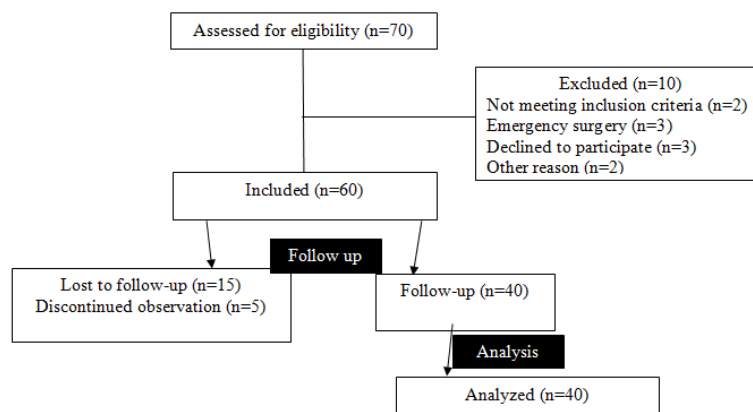 Assessed for eligibility (n=70)
Excluded (n=10)
Not meeting inclusion criteria (n=2)
Emergency surgery (n=3)
Declined to participate (n=3)
Other reason (n=2)
Included (n=60)
Follow up
Lost to follow-up (n=15)
Discontinued observation (n=5)
Follow-up (n=40)
Analysis
Analyzed (n=40)